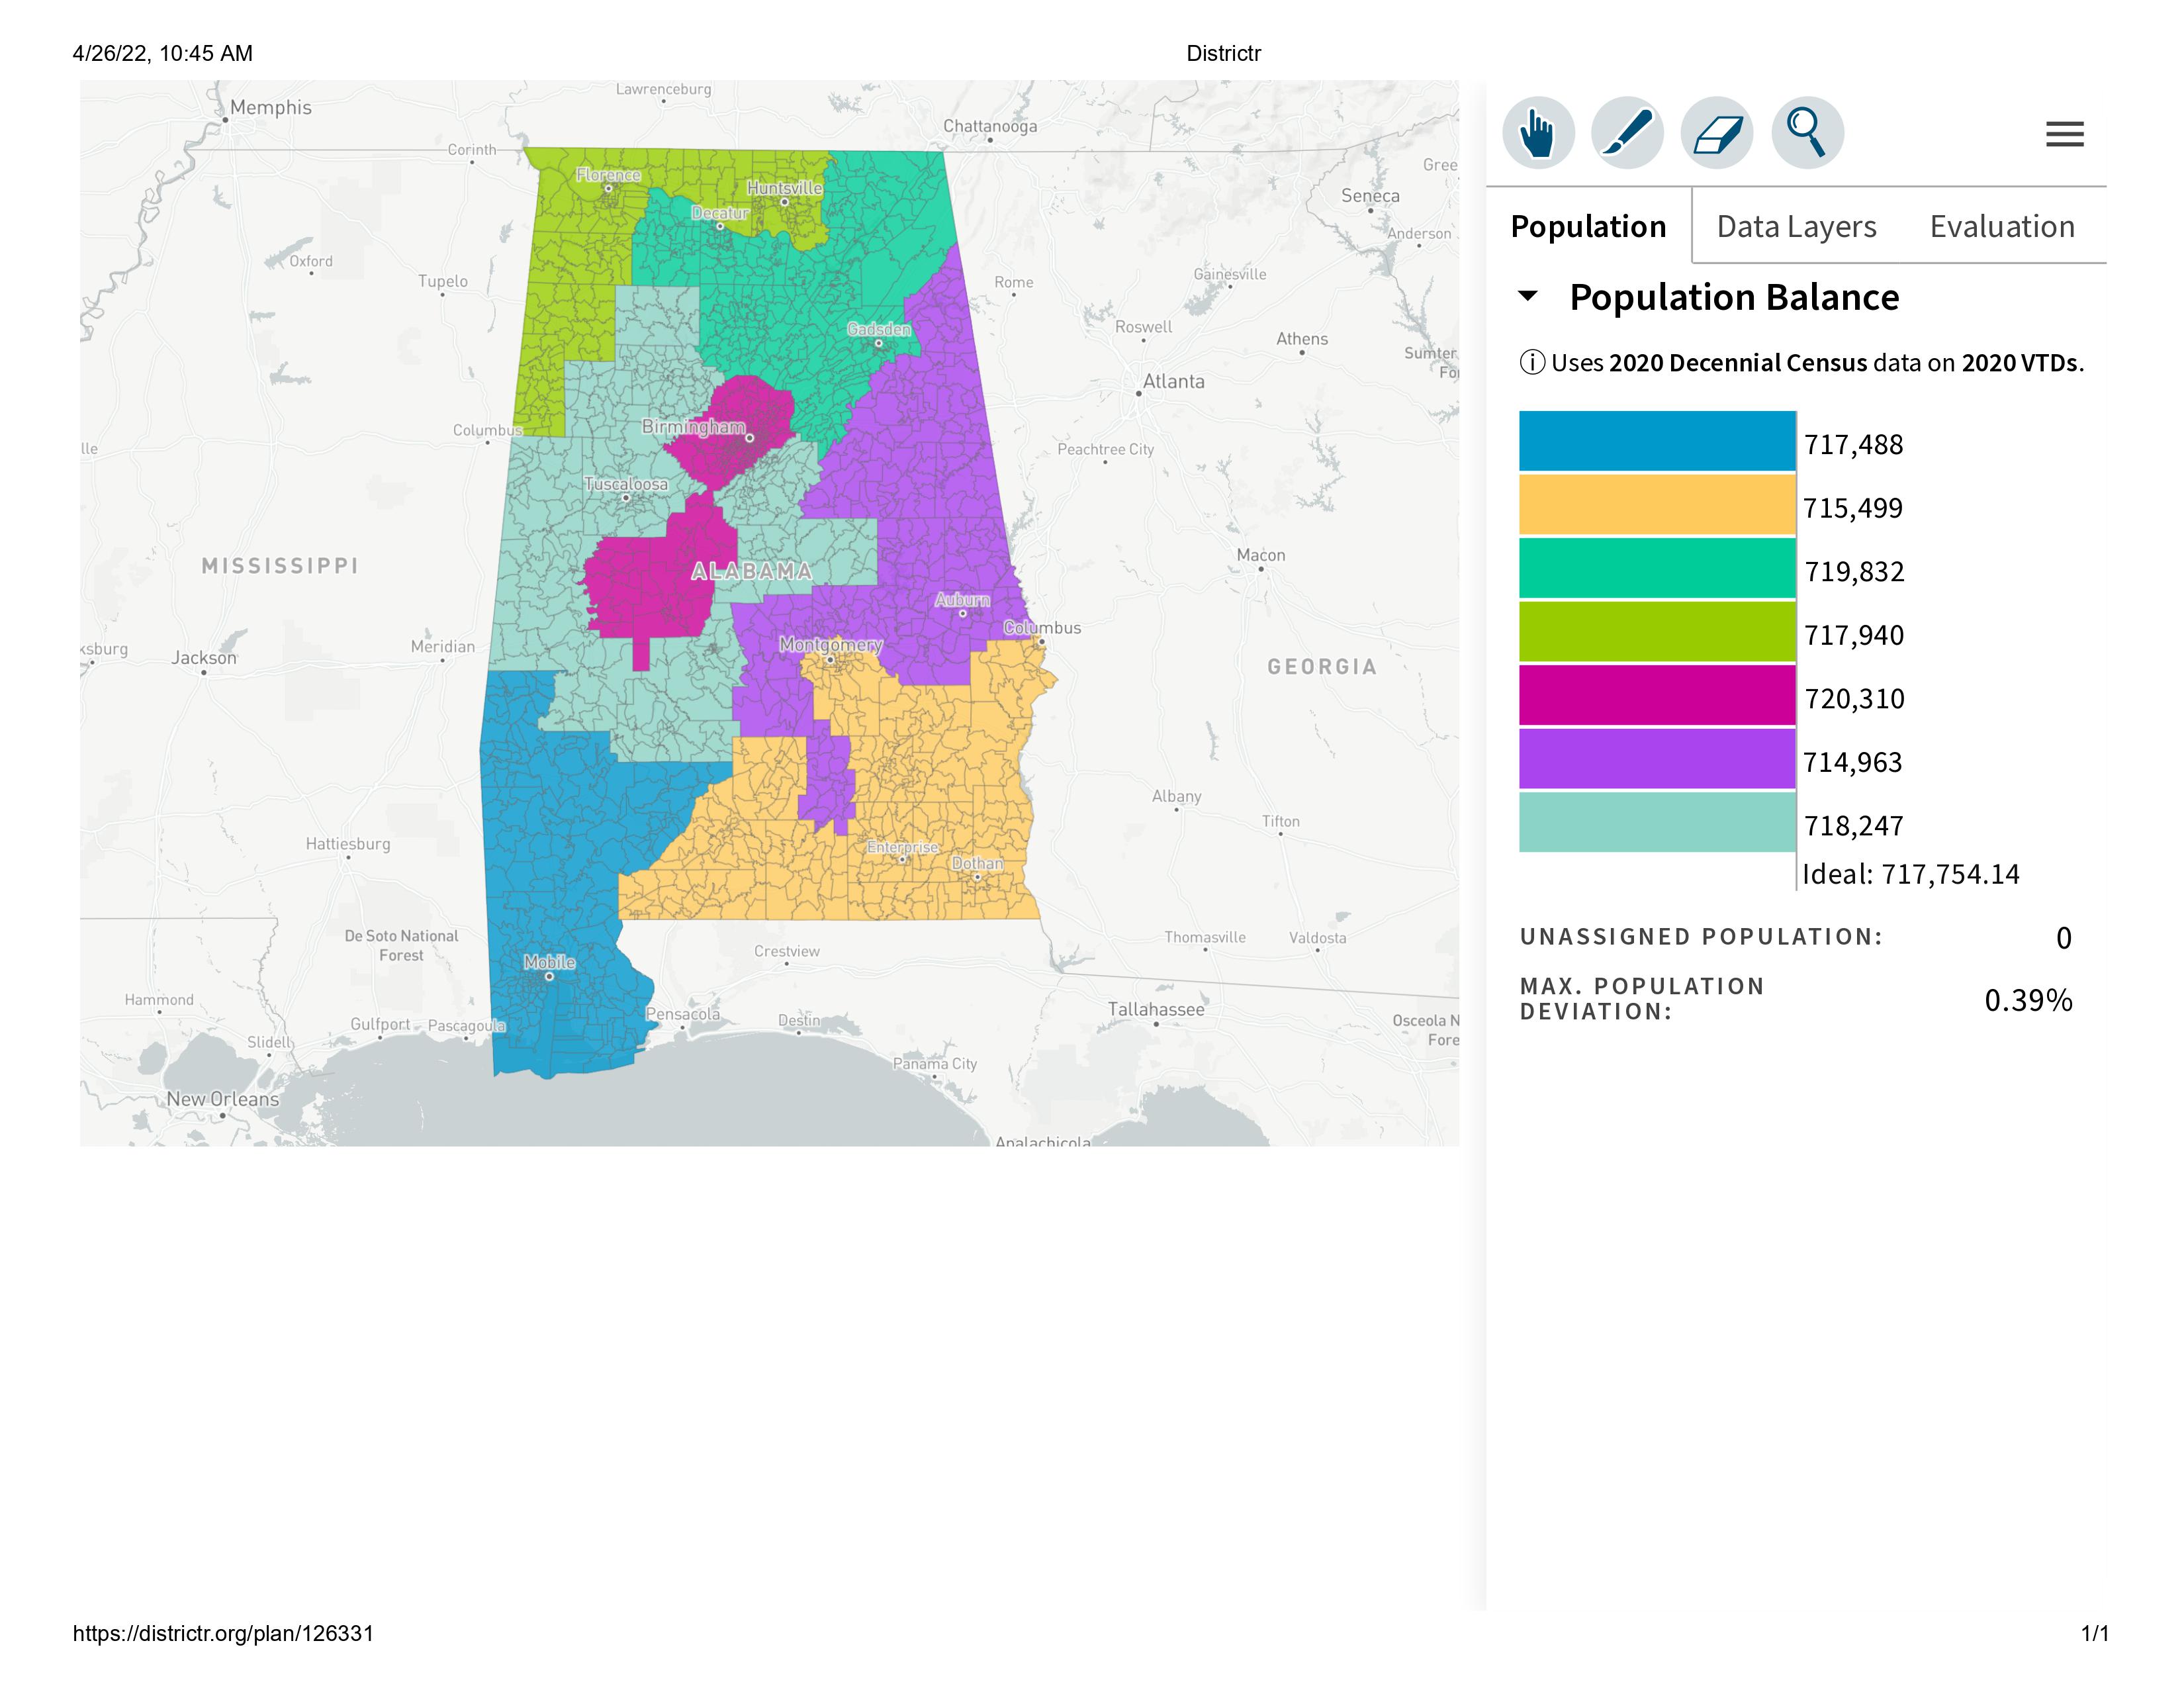 4/26/22, 10:45 AM
Districtr
Memphis
Lawrenceburg
Chattanooga
Corinth
Florence
Huntsville
Decatur
Seneca
Gree
Anderson
Oxford
Tupelo
Rome
Gainesville
Gadsden
Roswell
Athens
Sumter
Fo
Atlanta
Columbus
Birmingham
Peachtree City
lle
Tuscaloosa
MISSISSIPPI
ALABAMA
Macon
Auburn
Columbus
ksburg
Jackson
Meridian
Montgomery
GEORGIA
Albany
Tifton
Hattiesburg
Enterprise
Dothan
De Soto National
Forest
Crestview
Thomasville
Valdosta
Mobile
Hammond
Gulfport
Pascagoula
Pensacola
Destin
Tallahassee
Osceola N
Fore
Slidell
Panama City
New Orleans
Apalachicola
Population
Data Layers
Evaluation
Population Balance
Uses 2020 Decennial Census data on 2020 VTDs.
717,488
715,499
719,832
717,940
720,310
714,963
718,247
Ideal: 717,754.14
UNASSIGNED POPULATION: 0
MAX. POPULATION
DEVIATION: 0.39%
https://districtr.org/plan/126331
1/1